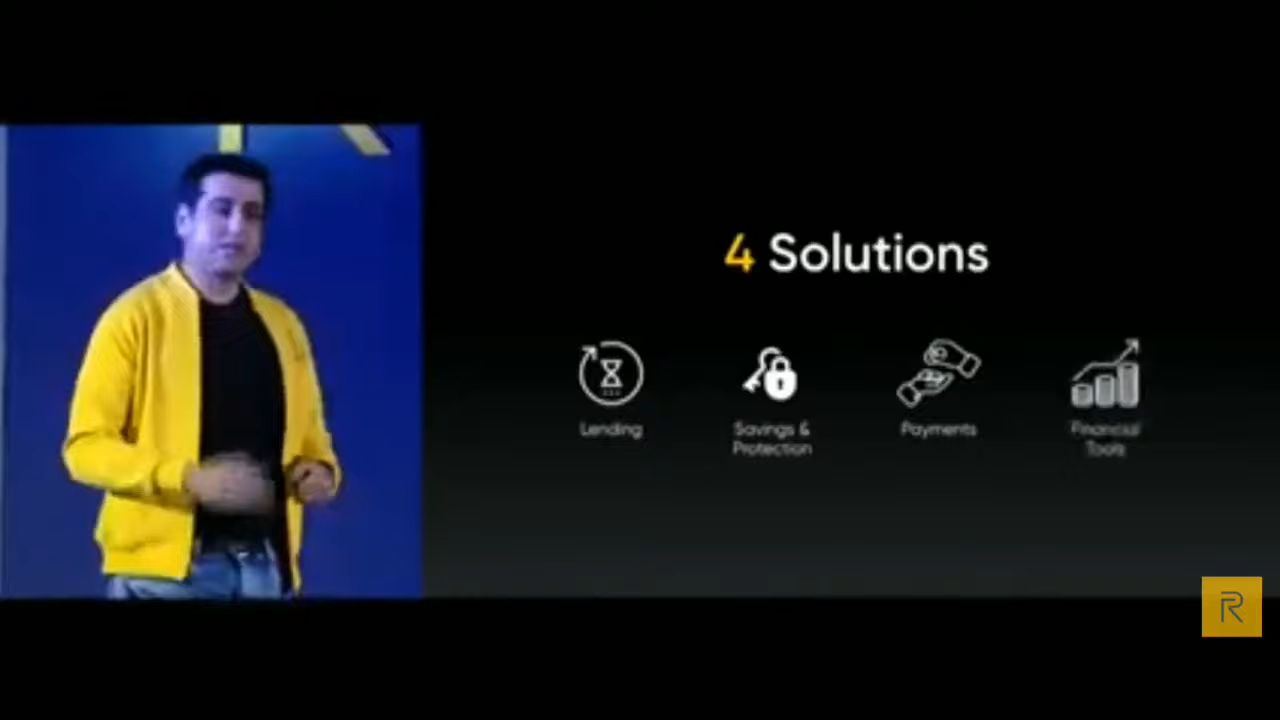 4 Solutions
Lending
Savings &
Protection
Payments
Financial
Tools
R